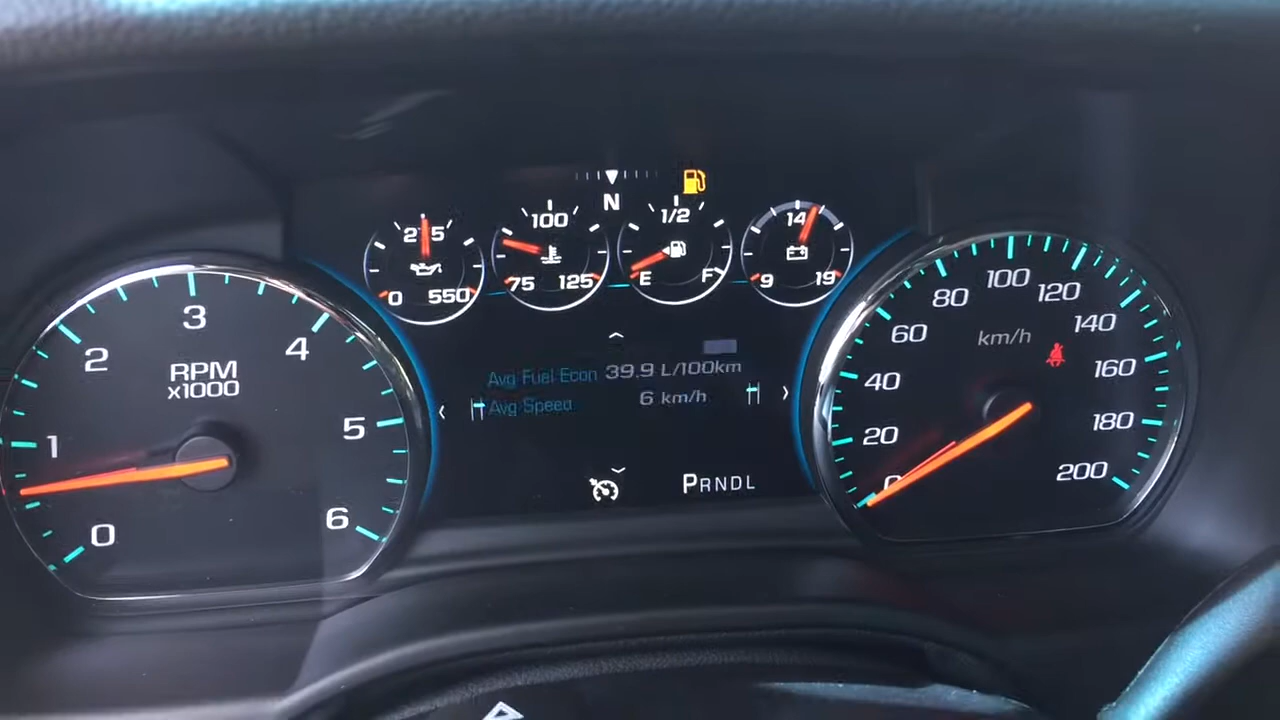 N
275
0 550
100
75 125
1/2
E F
14
9 19
0 1 2 3 4 5 6
RPM
x1000
Avg Fuel Econ 39.9 L/100km
Avg Speed 6 km/h
PRNDL
0 20 40 60 80 100 120 140 160 180 200
km/h